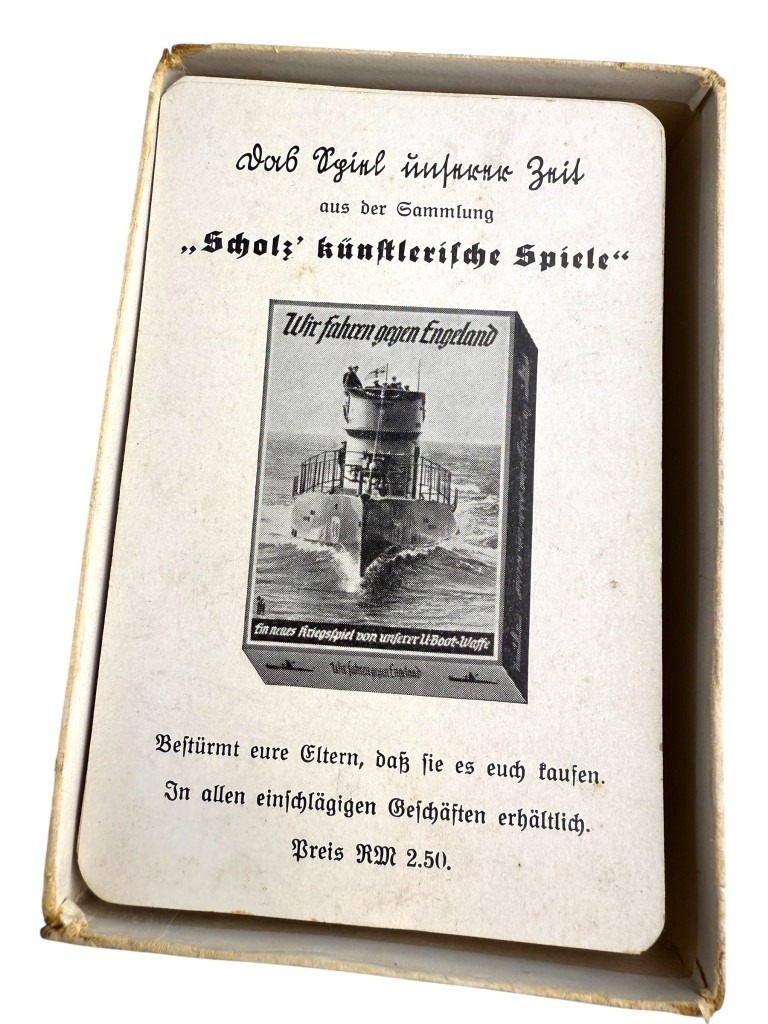 Das Spiel unserer Zeit
aus der Sammlung
„Scholz’ künstlerische Spiele“
Wir fahren gegen Engeland
Ein neues Kriegsspiel von unserer U-Boot-Waffe
Wir fahren gegen Engeland
Bestürmt eure Eltern, daß sie es euch kaufen.
In allen einschlägigen Geschäften erhältlich.
Preis RM 2.50.